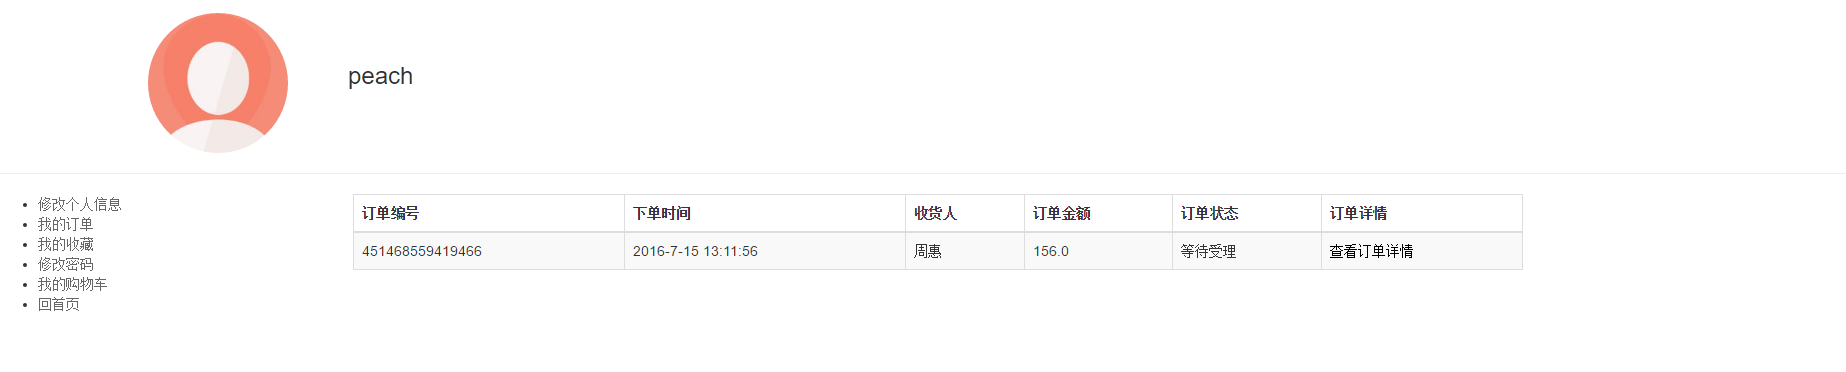 peach
修改个人信息
我的订单
我的收藏
修改密码
我的购物车
回首页
订单编号 下单时间 收货人 订单金额 订单状态 订单详情
451468559419466 2016-7-15 13:11:56 周惠 156.0 等待受理 查看订单详情